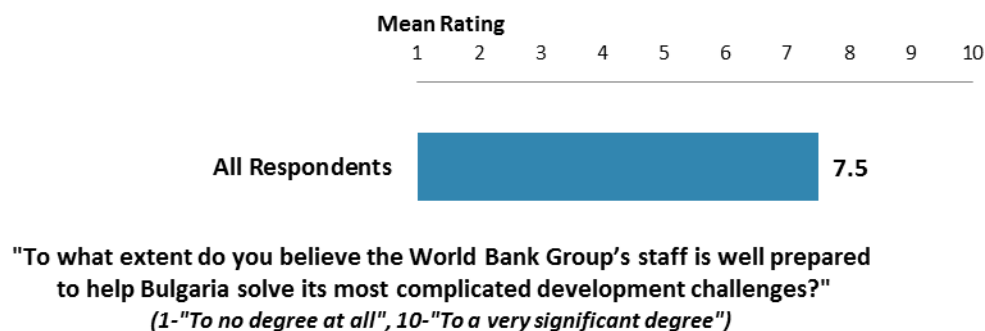 Mean Rating
1 2 3 4 5 6 7 8 9 10
All Respondents 7.5
"To what extent do you believe the World Bank Group’s staff is well prepared
to help Bulgaria solve its most complicated development challenges?"
(1-"To no degree at all", 10-"To a very significant degree")